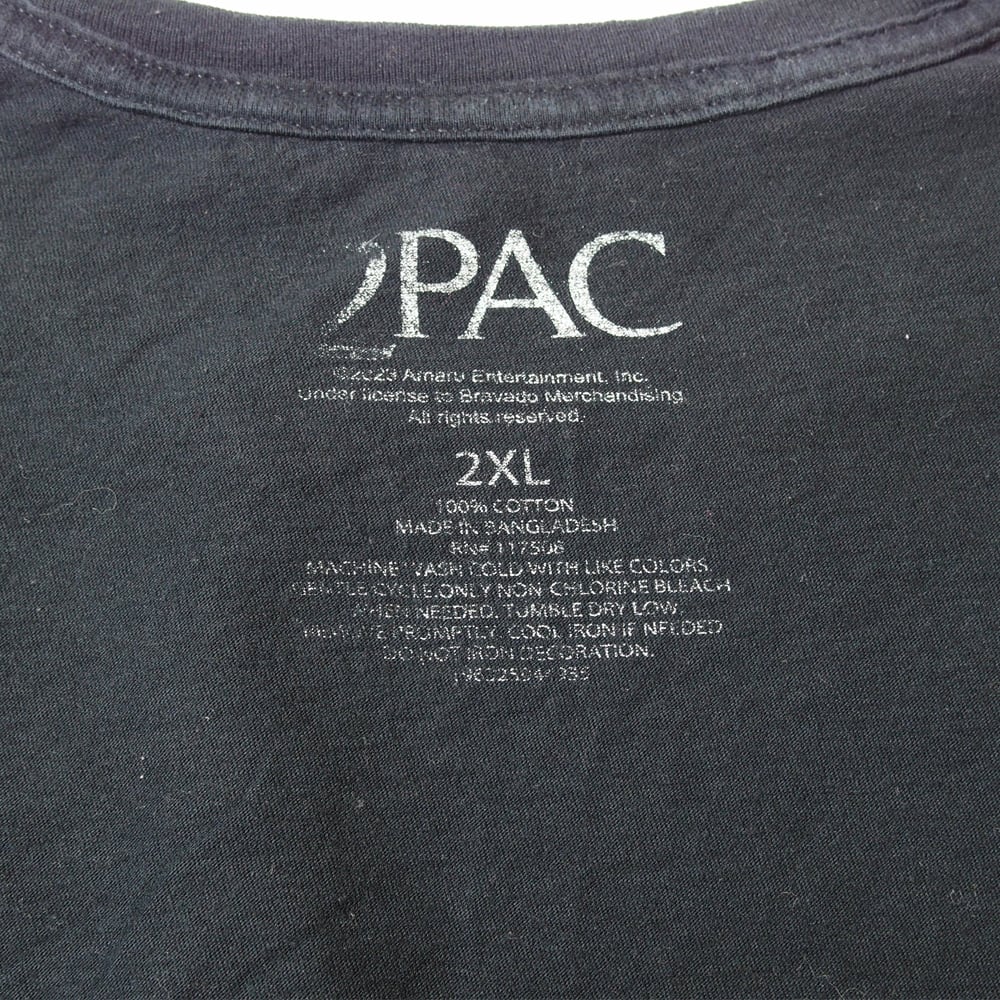 2PAC
©2023 Amaru Entertainment, Inc.
Under license to Bravado Merchandising
All rights reserved.
2XL
100% COTTON
MADE IN BANGLADESH
RN# 117508
MACHINE WASH COLD WITH LIKE COLORS.
GENTLE CYCLE.ONLY NON-CHLORINE BLEACH
WHEN NEEDED. TUMBLE DRY LOW.
REMOVE PROMPTLY. COOL IRON IF NEEDED
DO NOT IRON DECORATION.